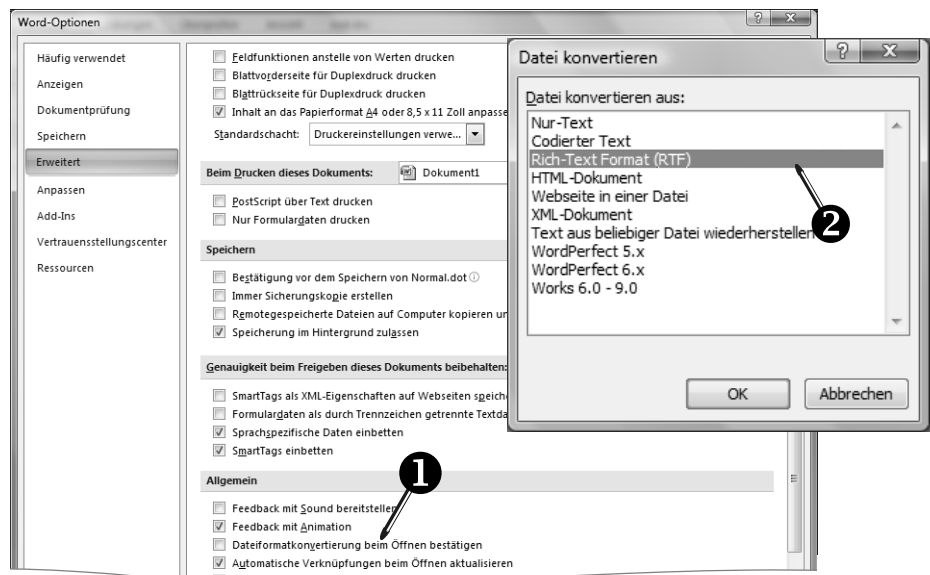 Word-Optionen
Häufig verwendet
Anzeigen
Dokumentprüfung
Speichern
Erweitert
Anpassen
Add-Ins
Vertrauensstellungscenter
Ressourcen
Feldfunktionen anstelle von Werten drucken
Blattvorderseite für Duplexdruck drucken
Blattrückseite für Duplexdruck drucken
Inhalt an das Papierformat A4 oder 8,5 x 11 Zoll anpasse
Standardschacht: Druckereinstellungen verwe...
Beim Drucken dieses Dokuments: Dokument1
PostScript über Text drucken
Nur Formulardaten drucken
Speichern
Bestätigung vor dem Speichern von Normal.dot
Immer Sicherungskopie erstellen
Remotegespeicherte Dateien auf Computer kopieren un
Speicherung im Hintergrund zulassen
Genauigkeit beim Freigeben dieses Dokuments beibehalten:
SmartTags als XML-Eigenschaften auf Webseiten speich
Formulardaten als durch Trennzeichen getrennte Textda
Sprachspezifische Daten einbetten
SmartTags einbetten
Allgemein
1
Feedback mit Sound bereitstellen
Feedback mit Animation
Dateiformatkonvertierung beim Öffnen bestätigen
Automatische Verknüpfungen beim Öffnen aktualisieren
Datei konvertieren
Datei konvertieren aus:
Nur-Text
Codierter Text
Rich-Text Format (RTF)
HTML-Dokument
Webseite in einer Datei
XML-Dokument
Text aus beliebiger Datei wiederherstellen
2
WordPerfect 5.x
WordPerfect 6.x
Works 6.0 - 9.0
OK
Abbrechen